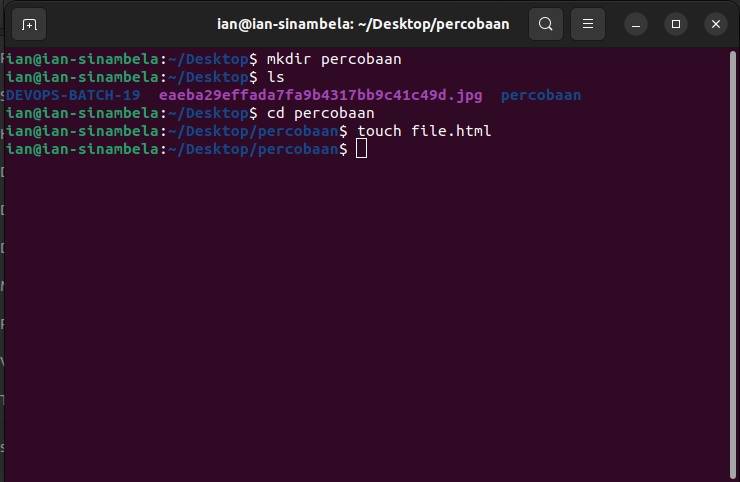 ian@ian-sinambela: ~/Desktop/percobaan
ian@ian-sinambela:~/Desktop$ mkdir percobaan
ian@ian-sinambela:~/Desktop$ ls
DEVOPS-BATCH-19  eaeba29effada7fa9b4317bb9c41c49d.jpg  percobaan
ian@ian-sinambela:~/Desktop$ cd percobaan
ian@ian-sinambela:~/Desktop/percobaan$ touch file.html
ian@ian-sinambela:~/Desktop/percobaan$